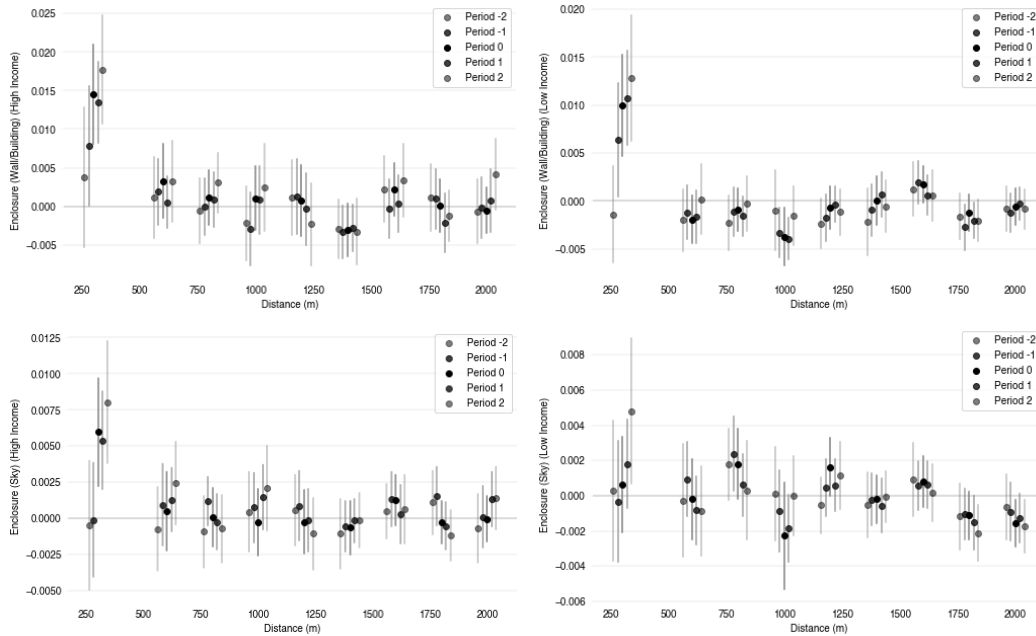 Enclosure (Wall/Building) (High Income)
0.025
0.020
0.015
0.010
0.005
0.000
−0.005
Period -2
Period -1
Period 0
Period 1
Period 2
250 500 750 1000 1250 1500 1750 2000
Distance (m)
Enclosure (Wall/Building) (Low Income)
0.020
0.015
0.010
0.005
0.000
−0.005
Period -2
Period -1
Period 0
Period 1
Period 2
250 500 750 1000 1250 1500 1750 2000
Distance (m)
Enclosure (Sky) (High Income)
0.0125
0.0100
0.0075
0.0050
0.0025
0.0000
−0.0025
−0.0050
Period -2
Period -1
Period 0
Period 1
Period 2
250 500 750 1000 1250 1500 1750 2000
Distance (m)
Enclosure (Sky) (Low Income)
0.008
0.006
0.004
0.002
0.000
−0.002
−0.004
−0.006
Period -2
Period -1
Period 0
Period 1
Period 2
250 500 750 1000 1250 1500 1750 2000
Distance (m)